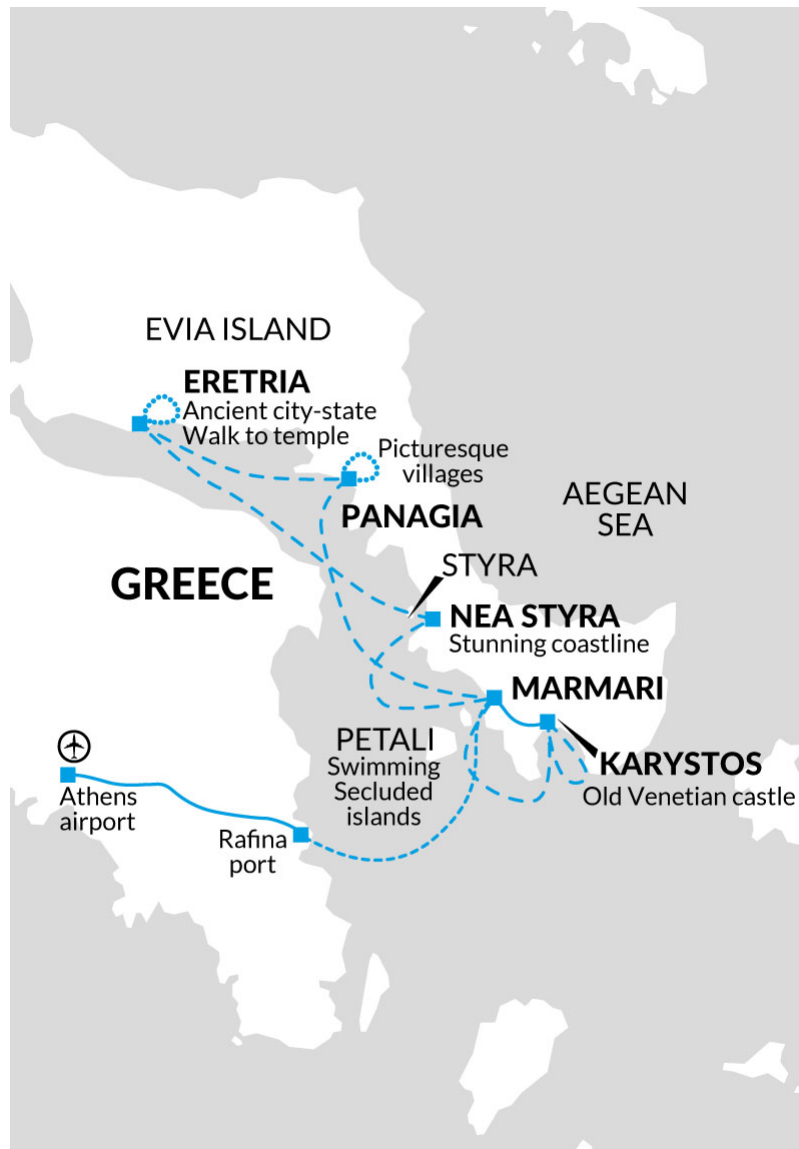 EVIA ISLAND
ERETRIA
Ancient city-state
Walk to temple
Picturesque
villages
PANAGIA
AEGEAN
SEA
GREECE
STYRA
NEA STYRA
Stunning coastline
MARMARI
PETALI
Swimming
Secluded
islands
KARYSTOS
Old Venetian castle
Athens
airport
Rafina
port